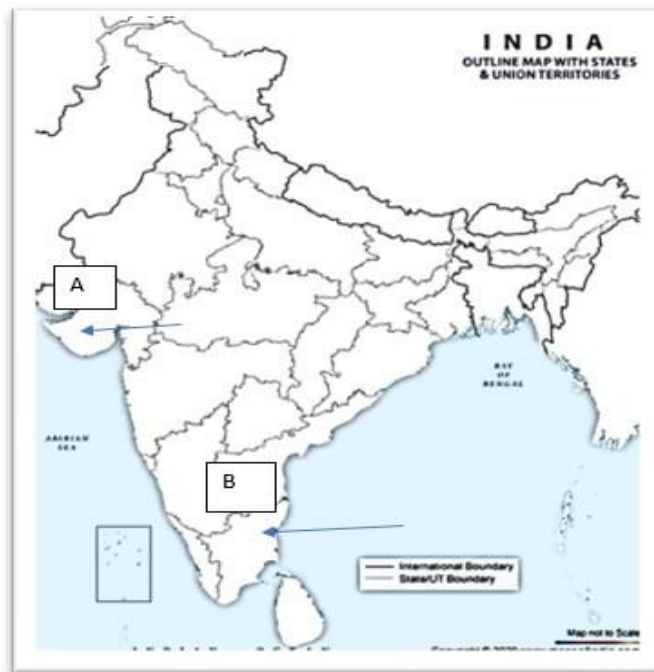 INDIA
OUTLINE MAP WITH STATES
& UNION TERRITORIES
A
BAY
OF
BENGAL
ARABIAN
SEA
B
International Boundary
State/UT Boundary
Map not to Scale